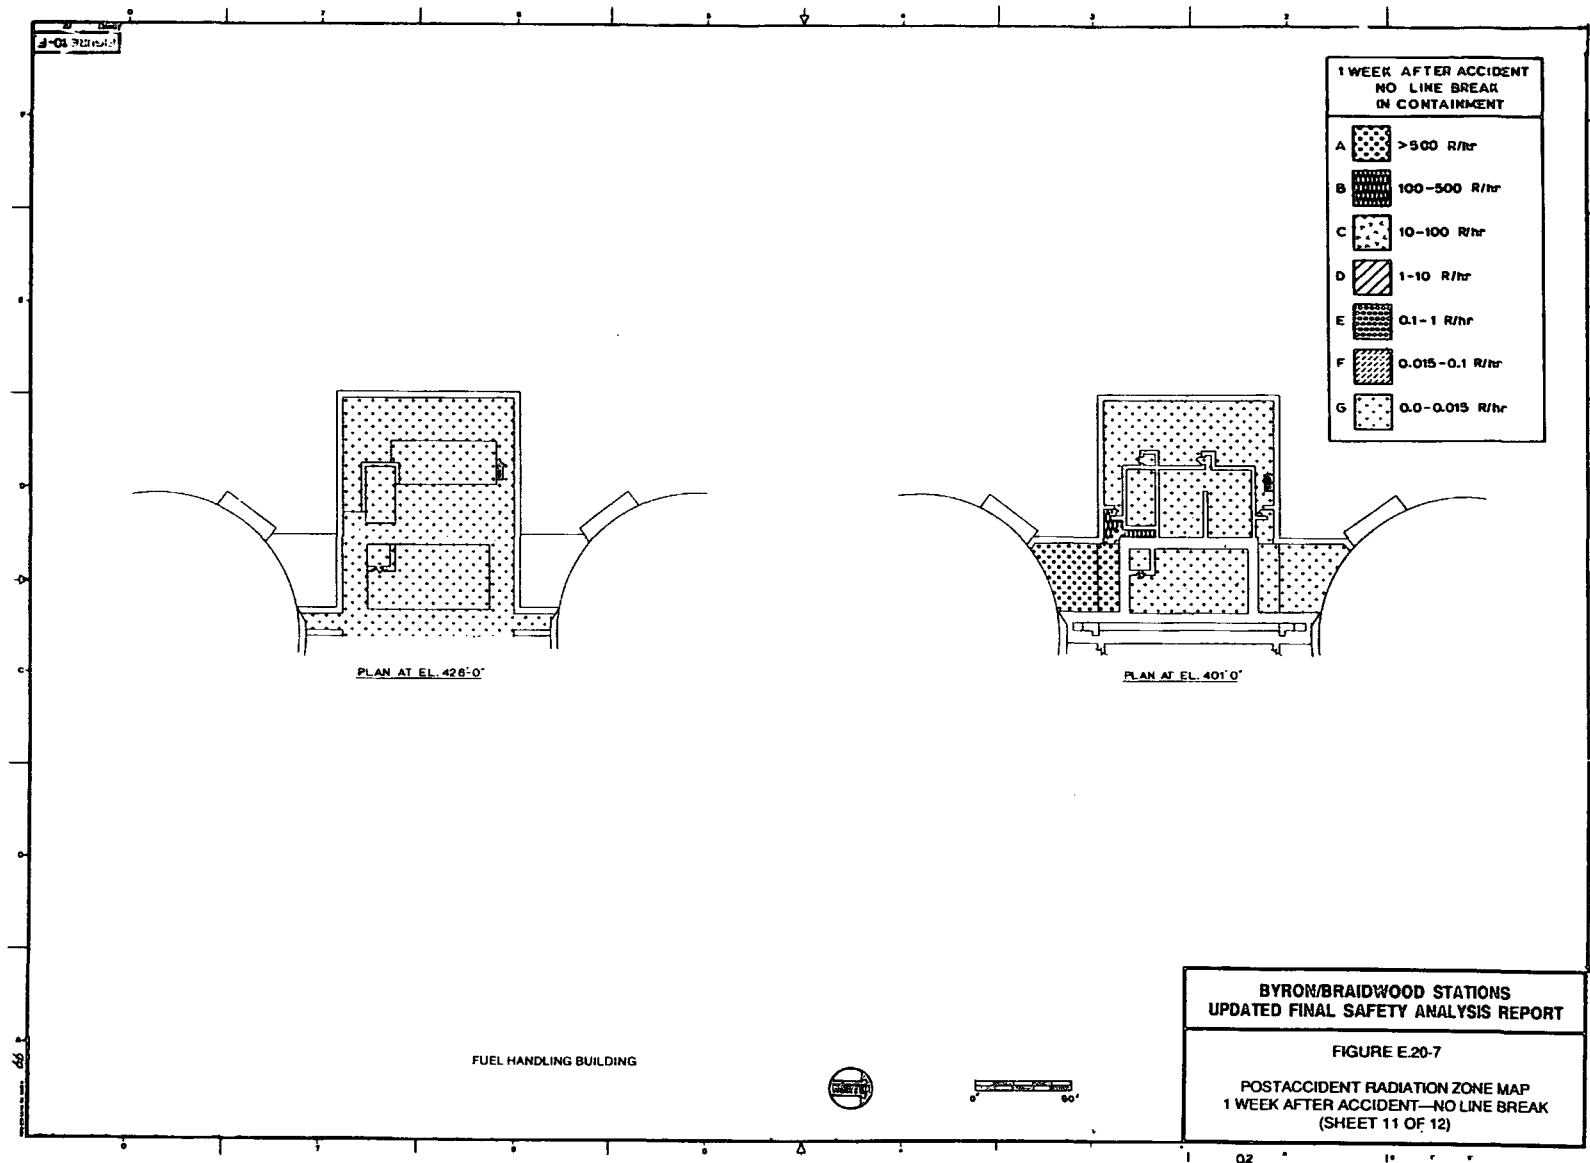 FIGURE 10-F
1 WEEK AFTER ACCIDENT
NO LINE BREAK
IN CONTAINMENT
A >500 R/hr
B 100-500 R/hr
C 10-100 R/hr
D 1-10 R/hr
E 0.1-1 R/hr
F 0.015-0.1 R/hr
G 0.0-0.015 R/hr
PLAN AT EL. 426'-0"
PLAN AT EL. 401'0"
FUEL HANDLING BUILDING
BYRON/BRAIDWOOD STATIONS
UPDATED FINAL SAFETY ANALYSIS REPORT
FIGURE E.20-7
POSTACCIDENT RADIATION ZONE MAP
1 WEEK AFTER ACCIDENT—NO LINE BREAK
(SHEET 11 OF 12)